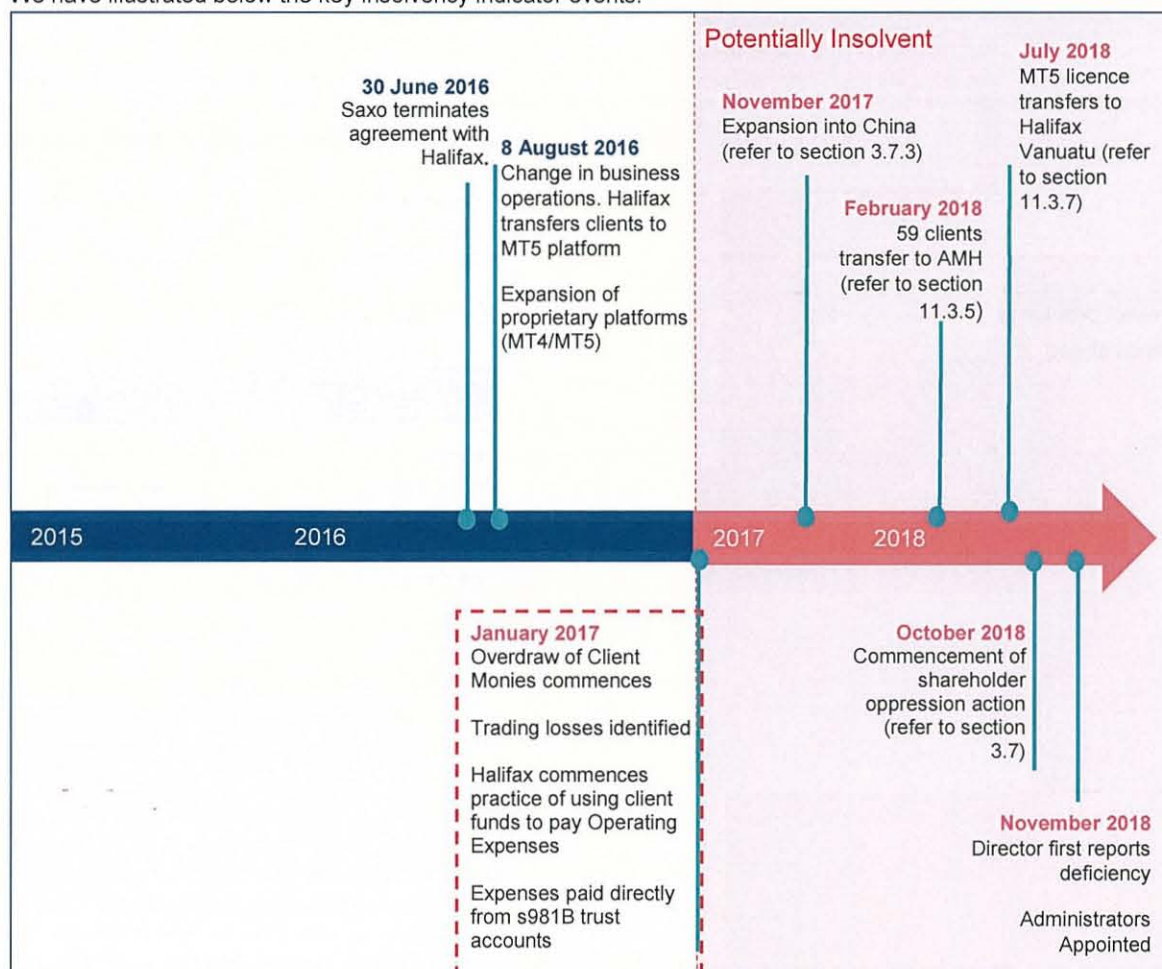 We have illustrated below the key insolvency indicator events:
Potentially Insolvent
30 June 2016
Saxo terminates
agreement with
Halifax.
8 August 2016
Change in business
operations. Halifax
transfers clients to
MT5 platform
Expansion of
proprietary platforms
(MT4/MT5)
November 2017
Expansion into China
(refer to section 3.7.3)
February 2018
59 clients
transfer to AMH
(refer to section
11.3.5)
July 2018
MT5 licence
transfers to
Halifax
Vanuatu (refer
to section
11.3.7)
2015
2016
2017
2018
January 2017
Overdraw of Client
Monies commences
Trading losses identified
Halifax commences
practice of using client
funds to pay Operating
Expenses
Expenses paid directly
from s981B trust
accounts
October 2018
Commencement of
shareholder
oppression action
(refer to section
3.7)
November 2018
Director first reports
deficiency
Administrators
Appointed